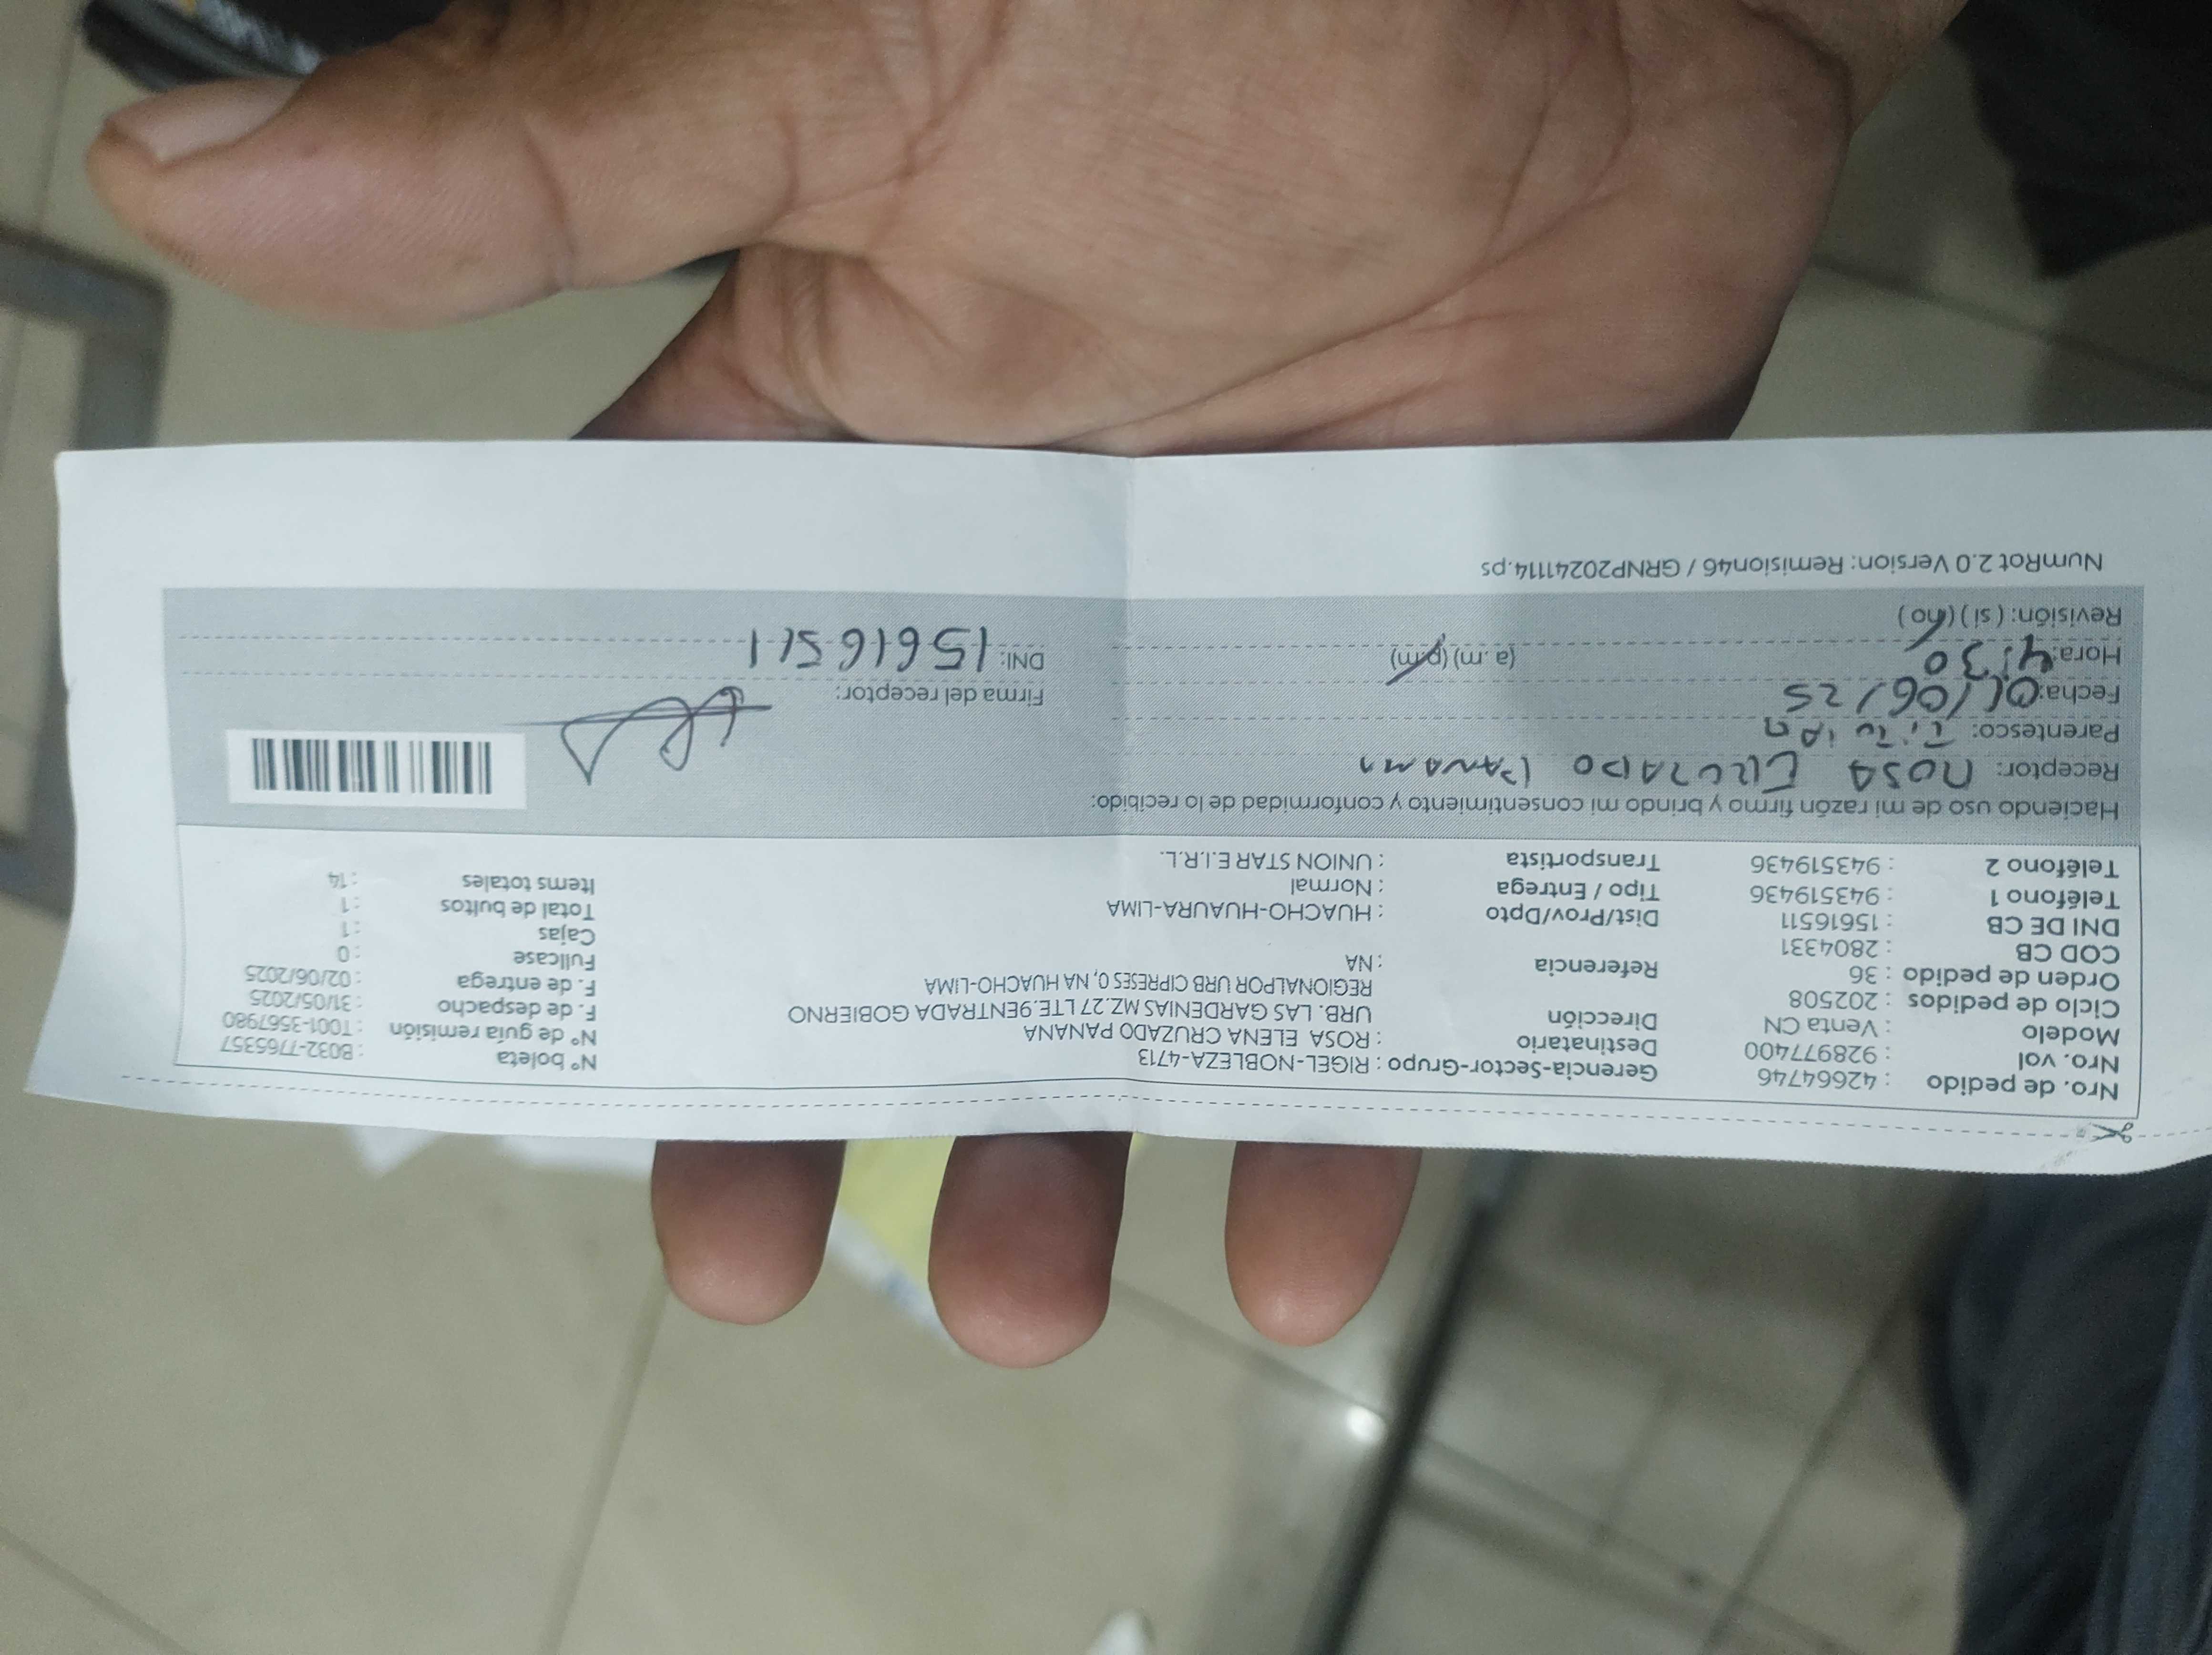 Nro. de pedido : 42664746 Gerencia-Sector-Grupo : RIGEL-NOBLEZA-4713 N° boleta : B032-7765357
Nro. vol : 928977400 Destinatario : ROSA ELENA CRUZADO PANANA N° de guía remisión : T001-3567980
Modelo : Venta CN Dirección : URB. LAS GARDENIAS MZ.27 LTE.9ENTRADA GOBIERNO F. de despacho : 31/05/2025
Ciclo de pedidos : 202508 REGIONALPOR URB CIPRESES 0, NA HUACHO-LIMA F. de entrega : 02/06/2025
Orden de pedido : 36 Referencia : NA Fullcase : 0
COD CB : 2804331 Cajas : 1
DNI DE CB : 15616511 Dist/Prov/Dpto : HUACHO-HUAURA-LIMA Total de bultos : 1
Teléfono 1 : 943519436 Tipo / Entrega : Normal Items totales : 14
Teléfono 2 : 943519436 Transportista : UNION STAR E.I.R.L.
Haciendo uso de mi razón firmo y brindo mi consentimiento y conformidad de lo recibido:
Receptor: ROSA CRUZADO PANAMA
Parentesco: TiTulAR
Fecha: 01/06/25 Firma del receptor:
Hora: 4:30 (a. m) (p.m) DNI: 15616511
Revisión: ( si ) ( no )
NumRot 2.0 Version: Remision46 / GRNP20241114.ps